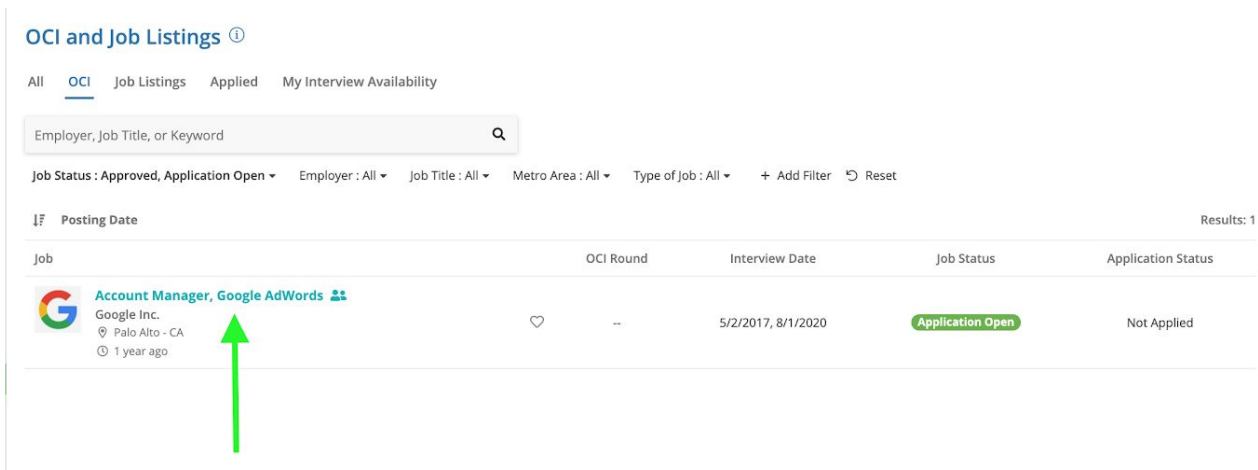 OCI and Job Listings
All OCI Job Listings Applied My Interview Availability
Employer, Job Title, or Keyword
Job Status : Approved, Application Open Employer : All Job Title : All Metro Area : All Type of Job : All + Add Filter Reset
Posting Date Results: 1
Job OCI Round Interview Date Job Status Application Status
Account Manager, Google AdWords
Google Inc.
Palo Alto - CA
-- 5/2/2017, 8/1/2020 Application Open Not Applied
1 year ago